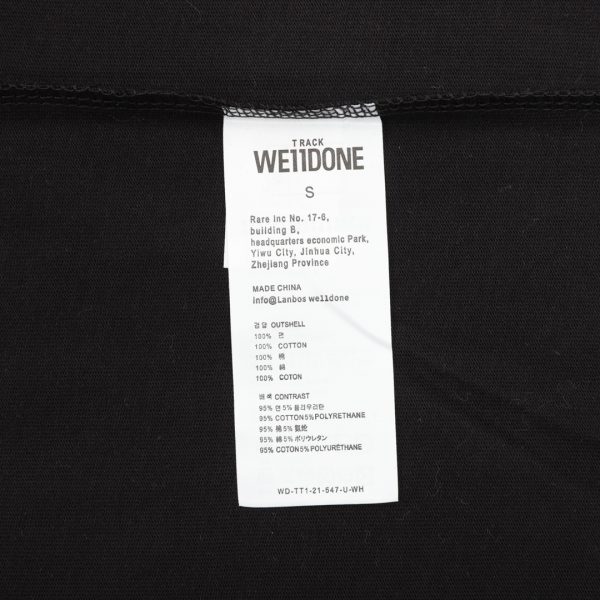 TRACK
WE11DONE
S
Rare Inc No. 17-6,
building B,
headquarters economic Park,
Yiwu City, Jinhua City,
Zhejiang Province
MADE CHINA
info@Lanbos we11done
겉 감 OUTSHELL
100% 면
100% COTTON
100% 棉
100% 綿
100% COTON
배 색 CONTRAST
95% 면 5% 폴리우리탄
95% COTTON 5% POLYRETHANE
95% 棉 5% 氨纶
95% 綿 5% ポリウレタン
95% COTON 5% POLYURÉTHANE
WD-TT1-21-547-U-WH